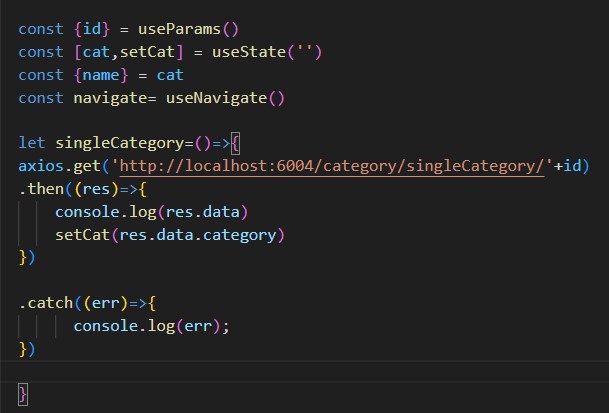 const {id} = useParams()
const [cat,setCat] = useState('')
const {name} = cat
const navigate= useNavigate()
let singleCategory=()=>{
axios.get('http://localhost:6004/category/singleCategory/'+id)
.then((res)=>{
console.log(res.data)
setCat(res.data.category)
})
.catch((err)=>{
console.log(err);
})
}